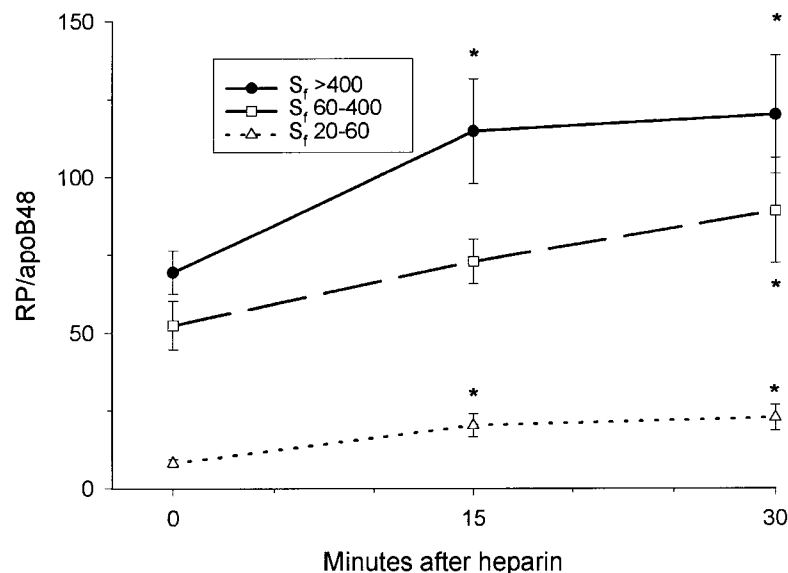 150
100
50
0
RP/apoB48
S_f >400
S_f 60-400
S_f 20-60
*
*
*
*
*
0 15 30
Minutes after heparin